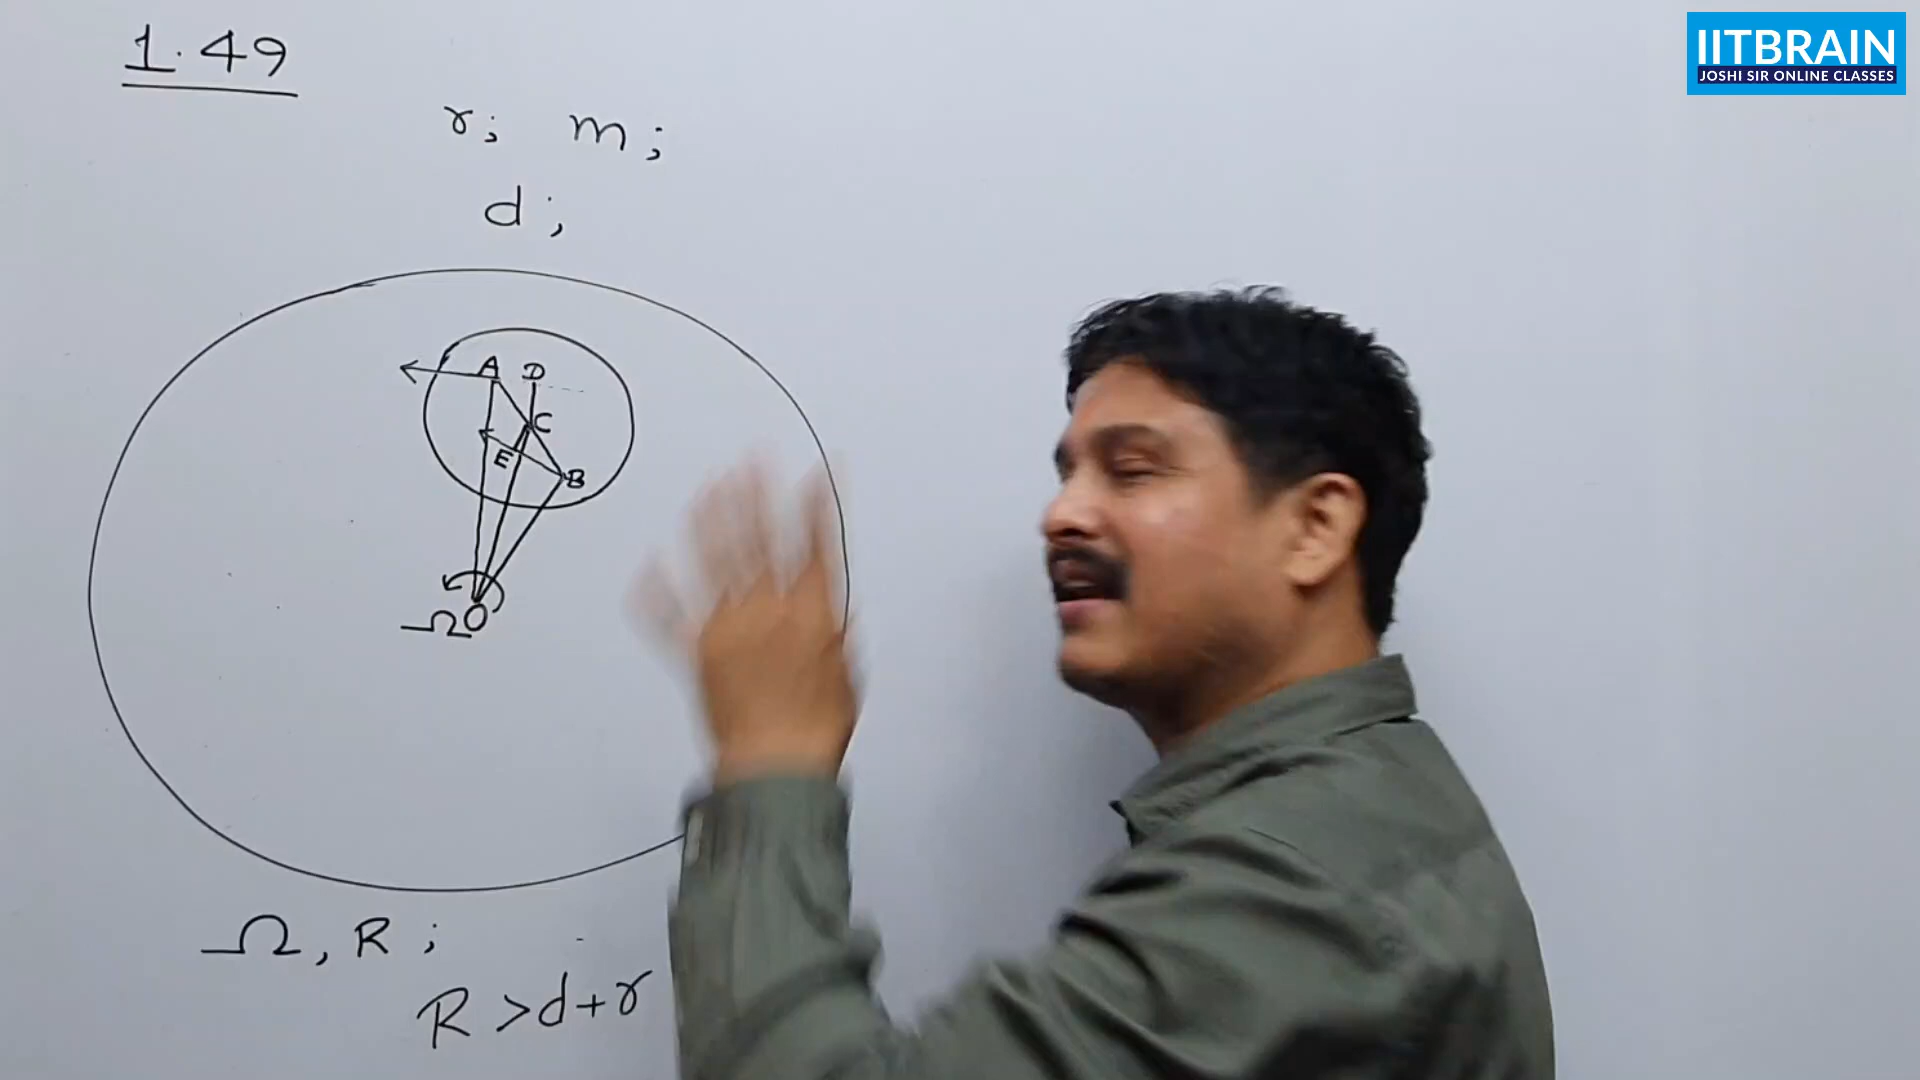 1.49
IITBRAIN
JOSHI SIR ONLINE CLASSES
r; m;
d;
A D
C
E
B
Ω O
Ω, R;
R > d + r